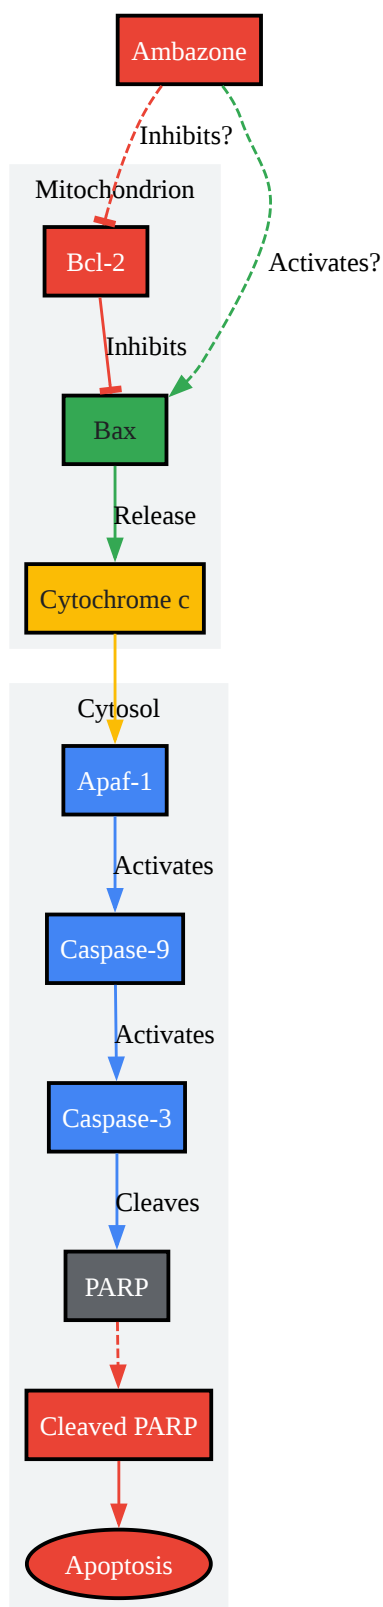 Ambazone
Inhibits?
Mitochondrion
Bcl-2
Activates?
Inhibits
Bax
Release
Cytochrome c
Cytosol
Apaf-1
Activates
Caspase-9
Activates
Caspase-3
Cleaves
PARP
Cleaved PARP
Apoptosis